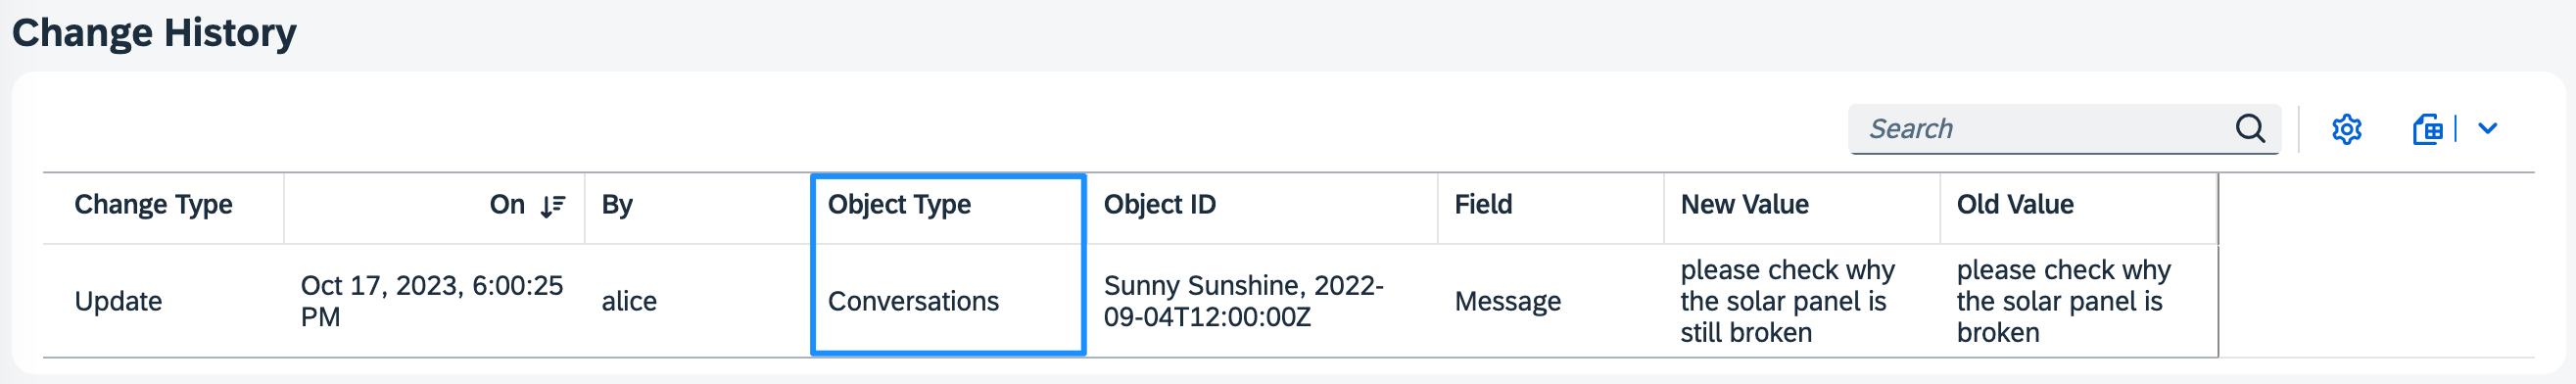 Change History
Search
Change Type On By Object Type Object ID Field New Value Old Value
Update
Oct 17, 2023, 6:00:25
PM
alice
Conversations
Sunny Sunshine, 2022-
09-04T12:00:00Z
Message
please check why
the solar panel is
still broken
please check why
the solar panel is
broken